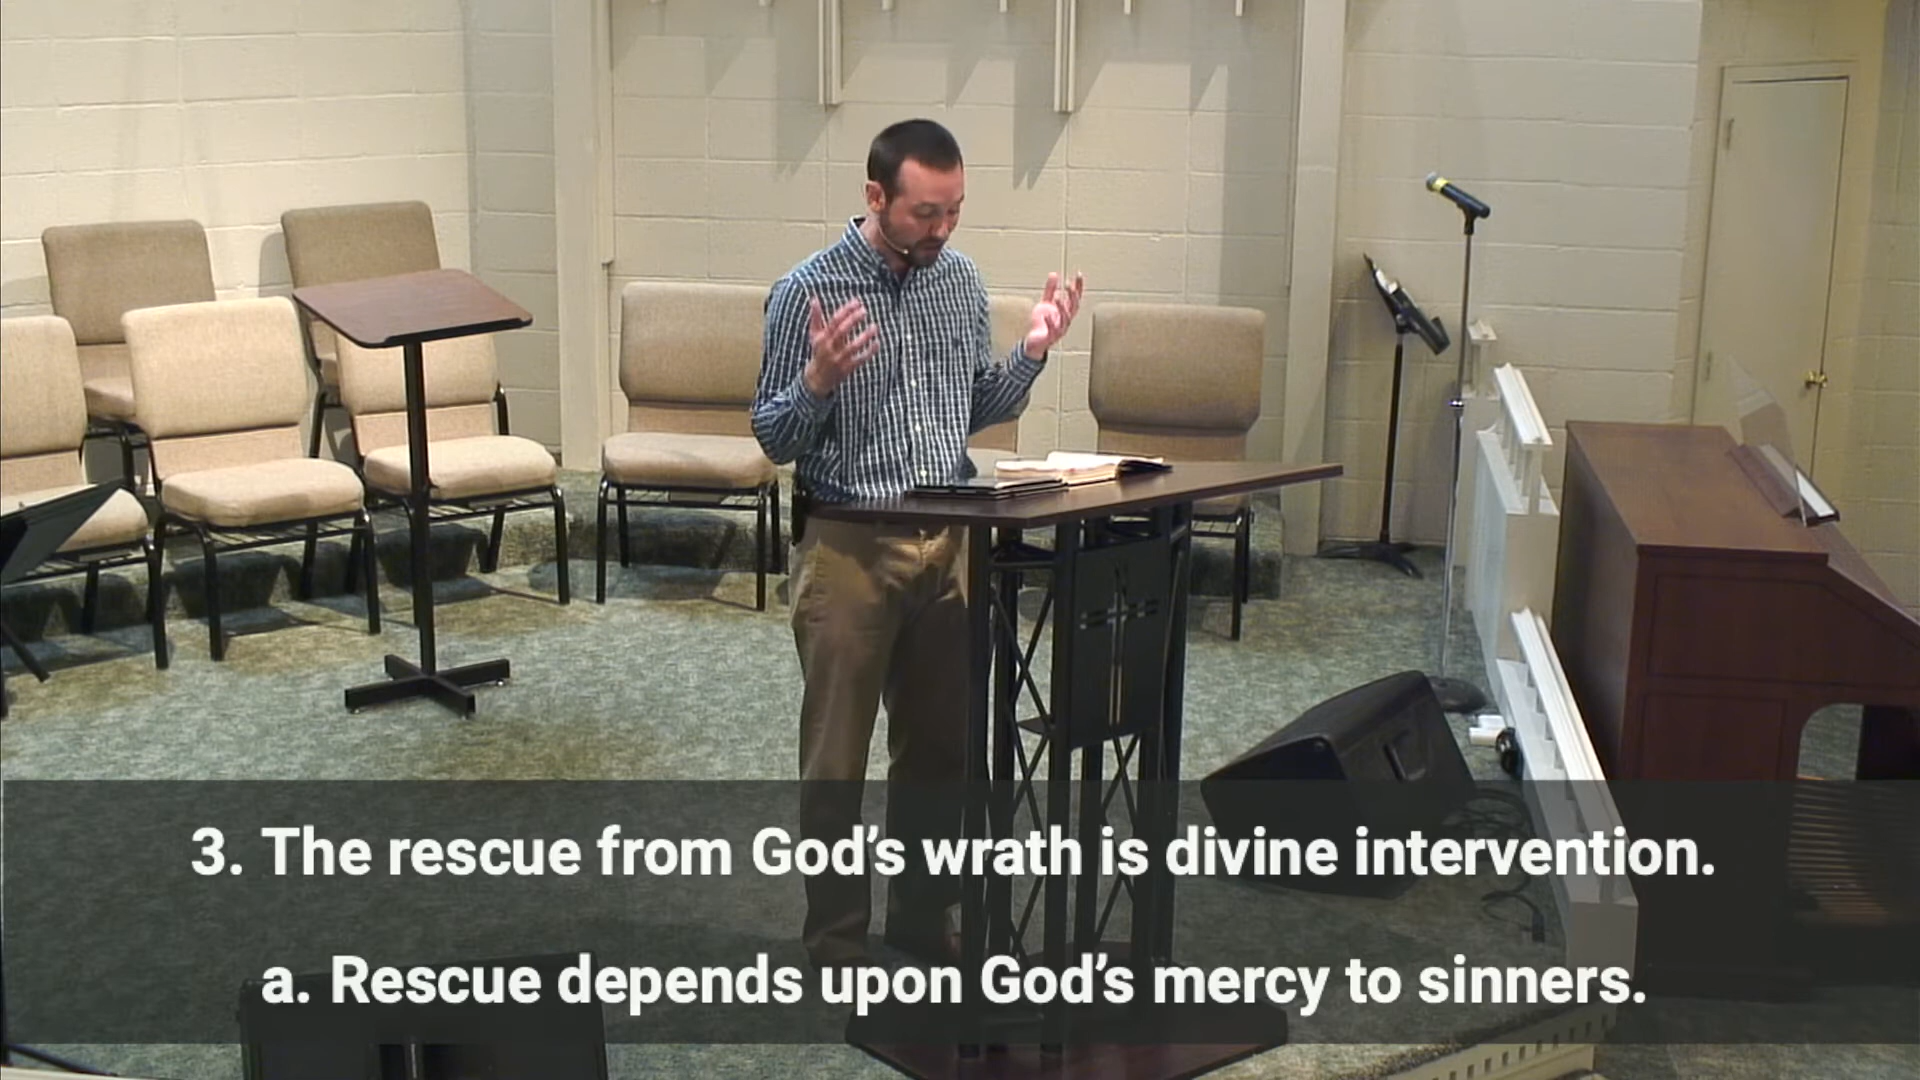 3. The rescue from God’s wrath is divine intervention.
a. Rescue depends upon God’s mercy to sinners.